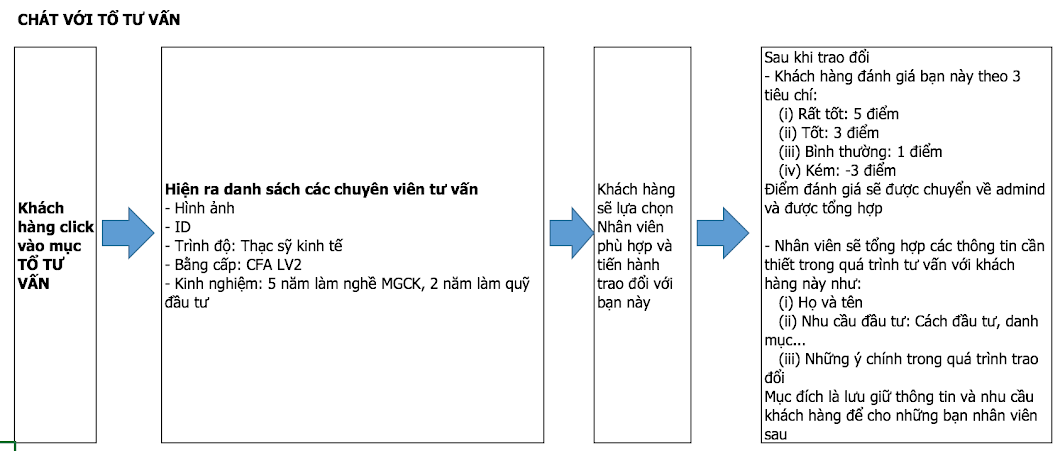 CHÁT VỚI TỔ TƯ VẤN
Khách
hàng click
vào mục
TỔ TƯ
VẤN
Hiện ra danh sách các chuyên viên tư vấn
- Hình ảnh
- ID
- Trình độ: Thạc sỹ kinh tế
- Bằng cấp: CFA LV2
- Kinh nghiệm: 5 năm làm nghề MGCK, 2 năm làm quỹ
đầu tư
Khách hàng
sẽ lựa chọn
Nhân viên
phù hợp và
tiến hành
trao đổi với
bạn này
Sau khi trao đổi
- Khách hàng đánh giá bạn này theo 3
tiêu chí:
(i) Rất tốt: 5 điểm
(ii) Tốt: 3 điểm
(iii) Bình thường: 1 điểm
(iv) Kém: -3 điểm
Điểm đánh giá sẽ được chuyển về admind
và được tổng hợp
- Nhân viên sẽ tổng hợp các thông tin cần
thiết trong quá trình tư vấn với khách
hàng này như:
(i) Họ và tên
(ii) Nhu cầu đầu tư: Cách đầu tư, danh
mục...
(iii) Những ý chính trong quá trình trao
đổi
Mục đích là lưu giữ thông tin và nhu cầu
khách hàng để cho những bạn nhân viên
sau